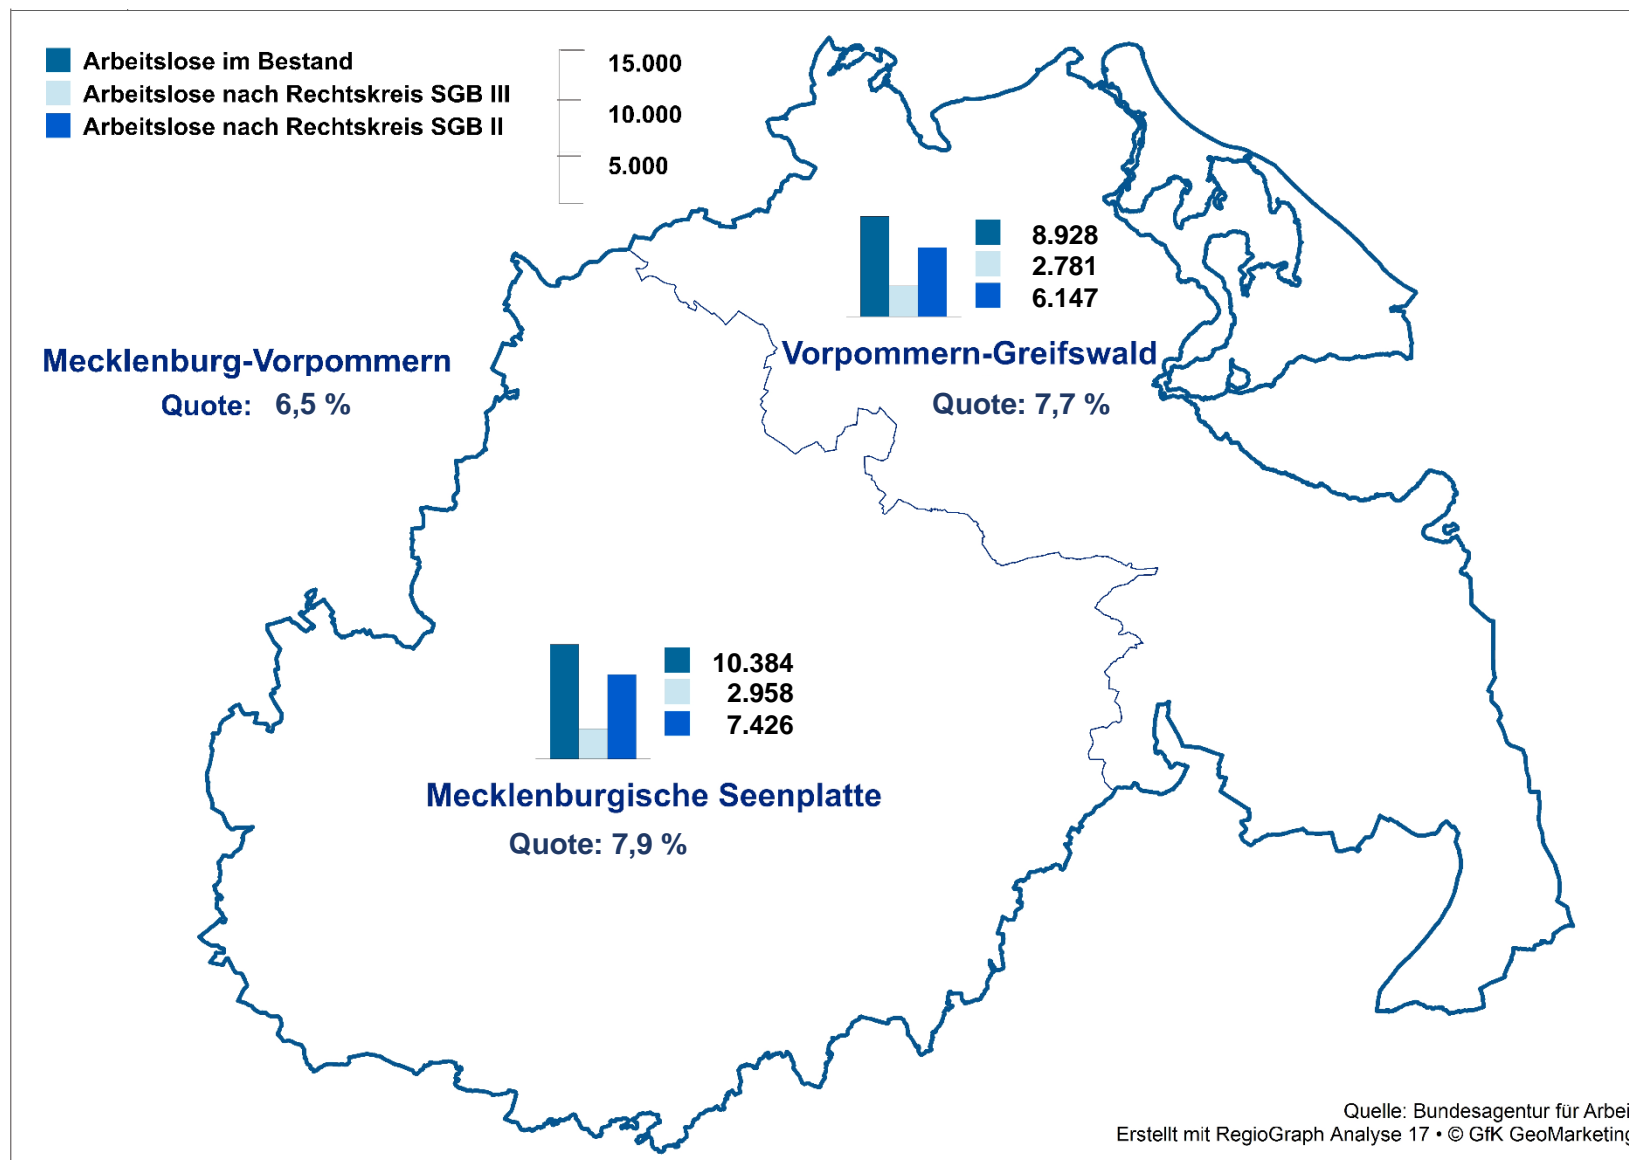 Arbeitslose im Bestand
Arbeitslose nach Rechtskreis SGB III
Arbeitslose nach Rechtskreis SGB II
15.000
10.000
5.000
8.928
2.781
6.147
Vorpommern-Greifswald
Quote: 7,7 %
Mecklenburg-Vorpommern
Quote: 6,5 %
10.384
2.958
7.426
Mecklenburgische Seenplatte
Quote: 7,9 %
Quelle: Bundesagentur für Arbei
Erstellt mit RegioGraph Analyse 17 • © GfK GeoMarketing